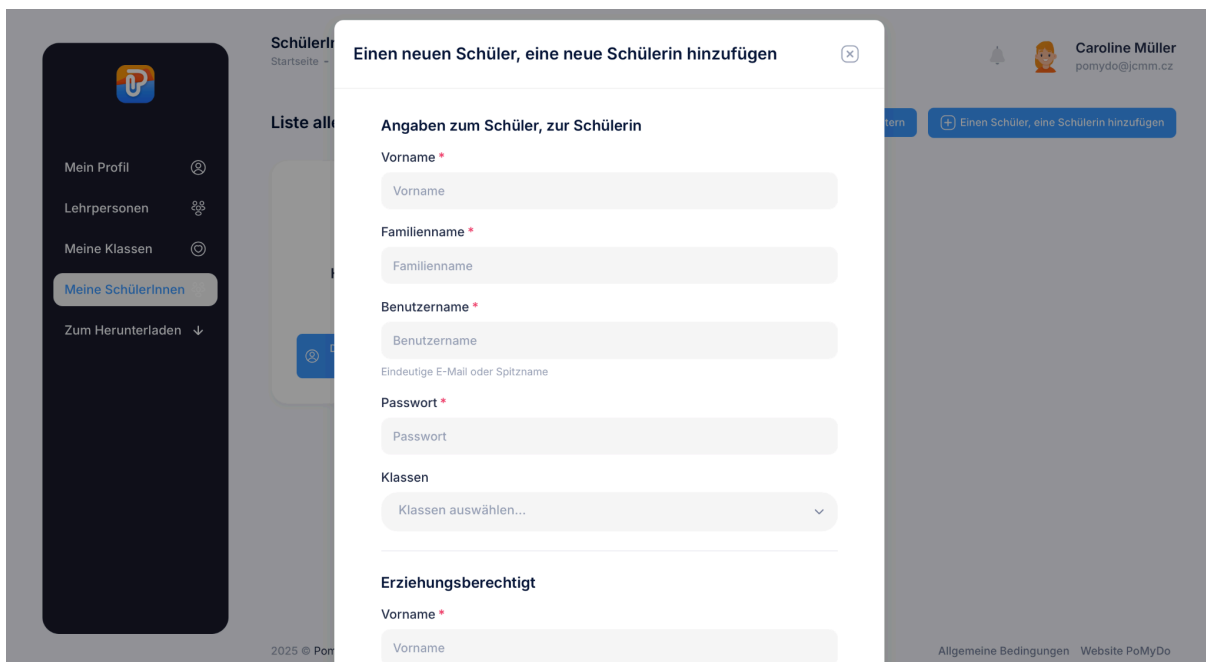 SchülerIr
Startseite -
Einen neuen Schüler, eine neue Schülerin hinzufügen
Caroline Müller
pomydo@jcmm.cz
Liste alle
tern
Einen Schüler, eine Schülerin hinzufügen
Mein Profil
Lehrpersonen
Meine Klassen
Meine SchülerInnen
Zum Herunterladen
Angaben zum Schüler, zur Schülerin
Vorname *
Vorname
Familienname *
Familienname
Benutzername *
Benutzername
Eindeutige E-Mail oder Spitzname
Passwort *
Passwort
Klassen
Klassen auswählen...
Erziehungsberechtigt
Vorname *
Vorname
2025 © Pom
Allgemeine Bedingungen Website PoMyDo